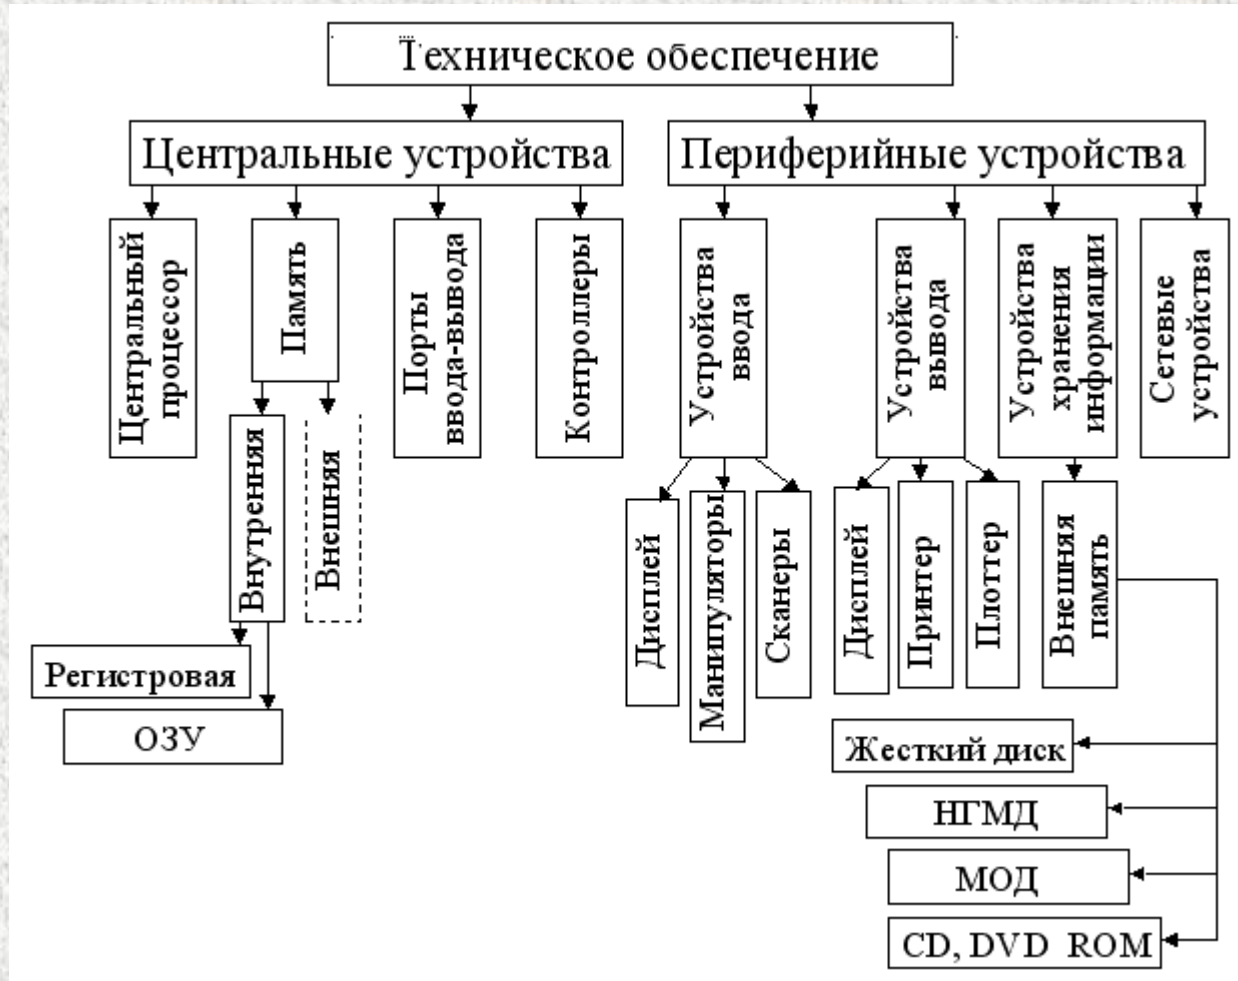 Техническое обеспечение
Центральные устройства
Периферийные устройства
Центральный
процессор
Память
Порты
ввода-вывода
Контроллеры
Устройства
ввода
Устройства
вывода
Устройства
хранения
информации
Сетевые
устройства
Внутренняя
Внешняя
Дисплей
Манипуляторы
Сканеры
Дисплей
Принтер
Плоттер
Внешняя
память
Регистровая
ОЗУ
Жесткий диск
НГМД
МОД
CD, DVD ROM